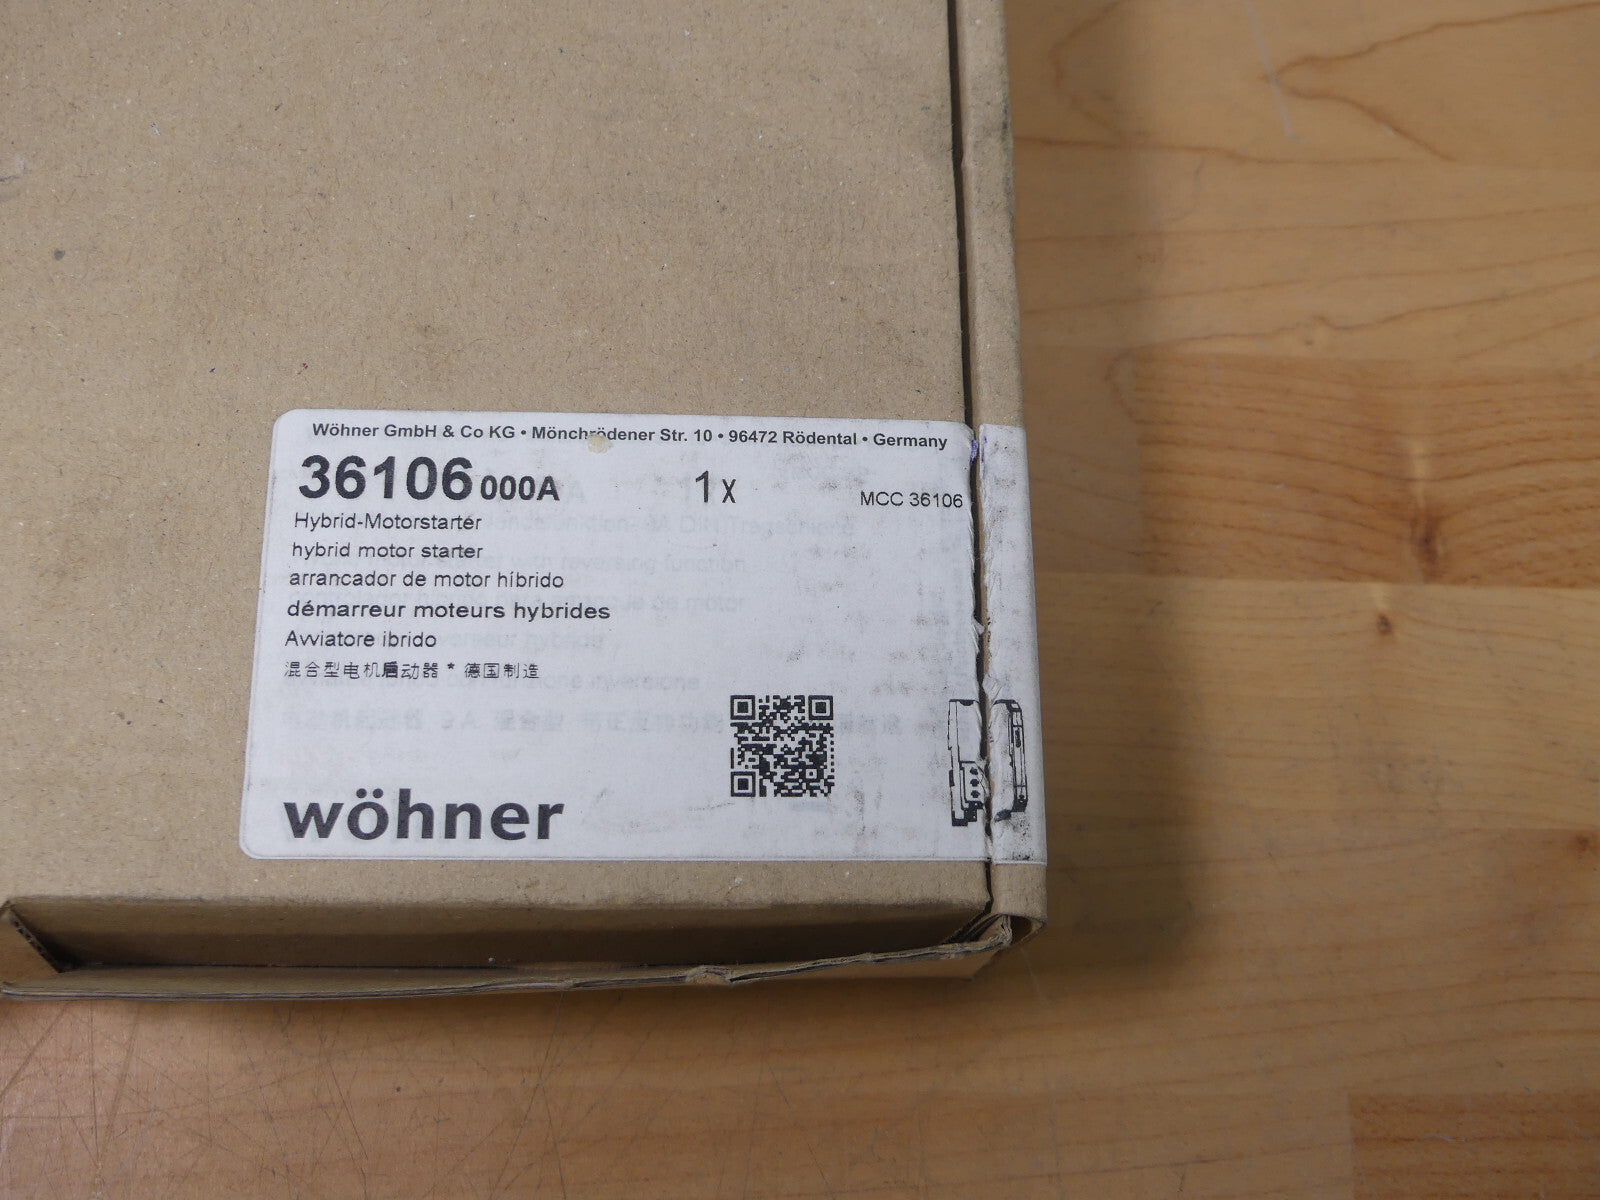 Wöhner GmbH & Co KG • Mönchrödener Str. 10 • 96472 Rödental • Germany
36106 000A 1 x MCC 36106
Hybrid-Motorstarter
hybrid motor starter
arrancador de motor híbrido
démarreur moteurs hybrides
Avviatore ibrido
混合型电机启动器 * 德国制造
wöhner